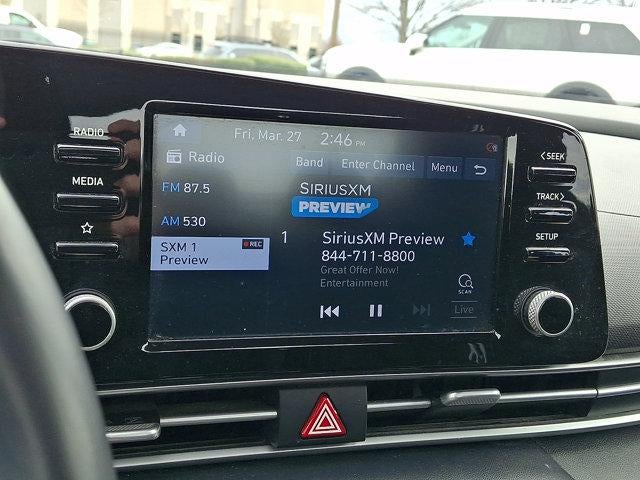 RADIO
MEDIA
Fri, Mar. 27 2:46 PM
Radio
Band Enter Channel Menu
FM 87.5
AM 530
SXM 1 REC
Preview
SIRIUSXM
PREVIEW
1 SiriusXM Preview
844-711-8800
Great Offer Now!
Entertainment
SCAN
Live
< SEEK
TRACK >
SETUP